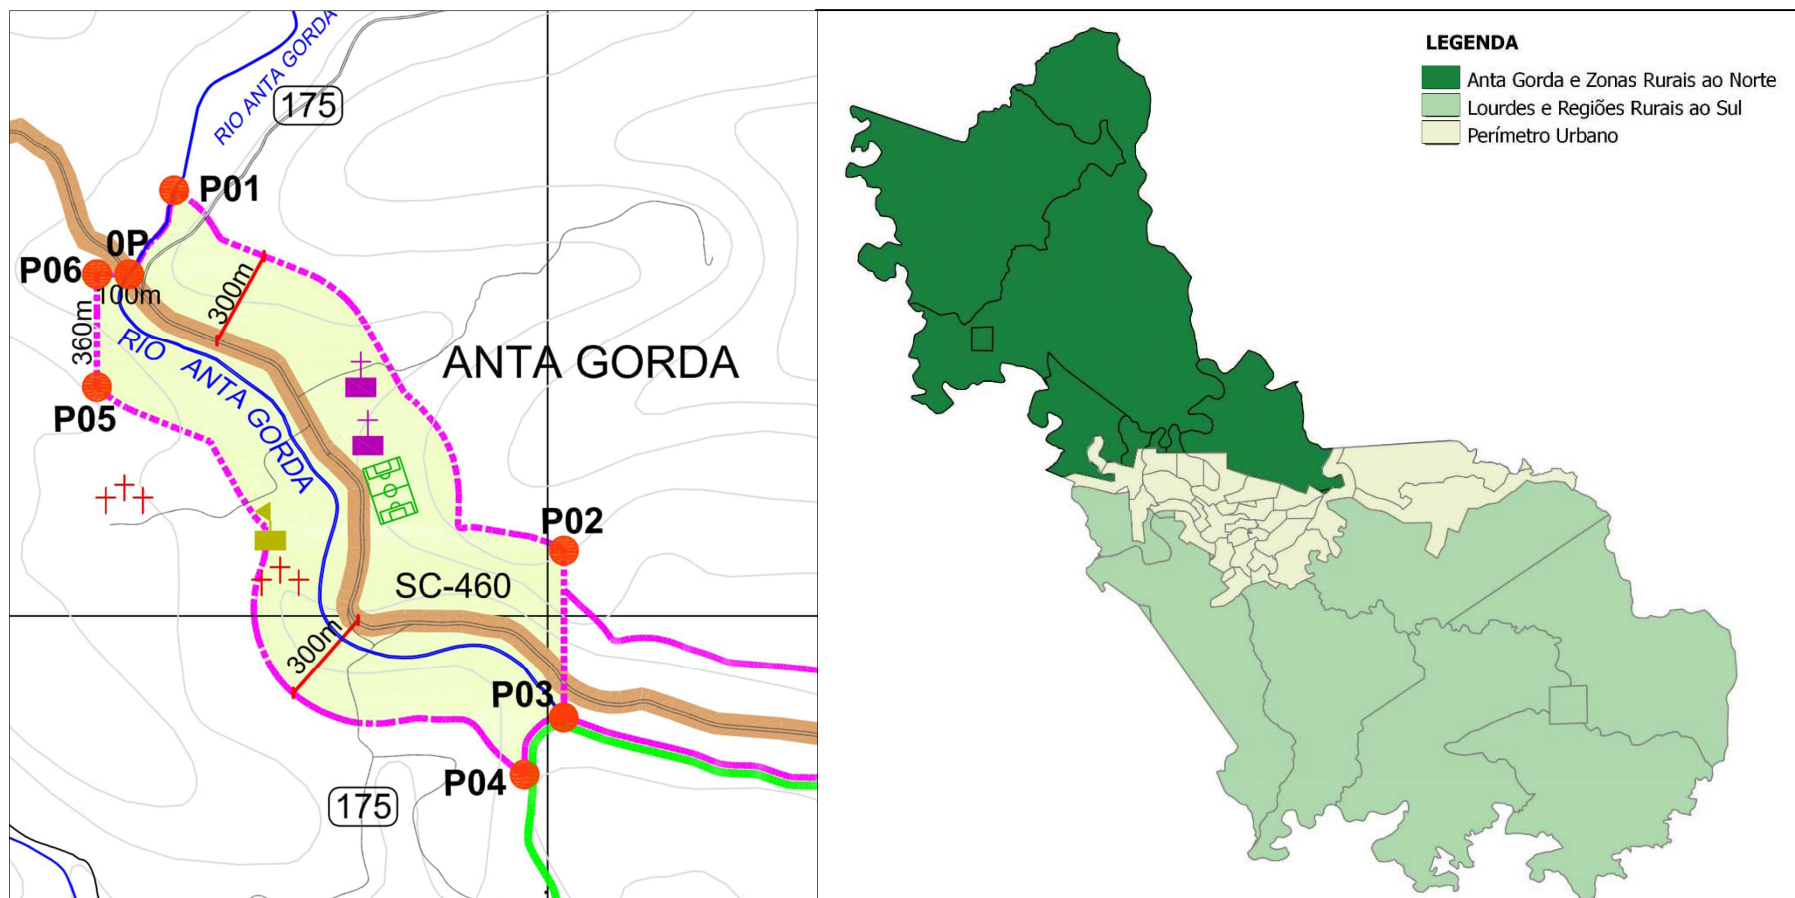 RIO ANTA GORDA
175
P01
0P
P06
100m
300m
360m
RIO ANTA GORDA
ANTA GORDA
P05
P02
SC-460
300m
P03
P04
175
LEGENDA
Anta Gorda e Zonas Rurais ao Norte
Lourdes e Regiões Rurais ao Sul
Perímetro Urbano